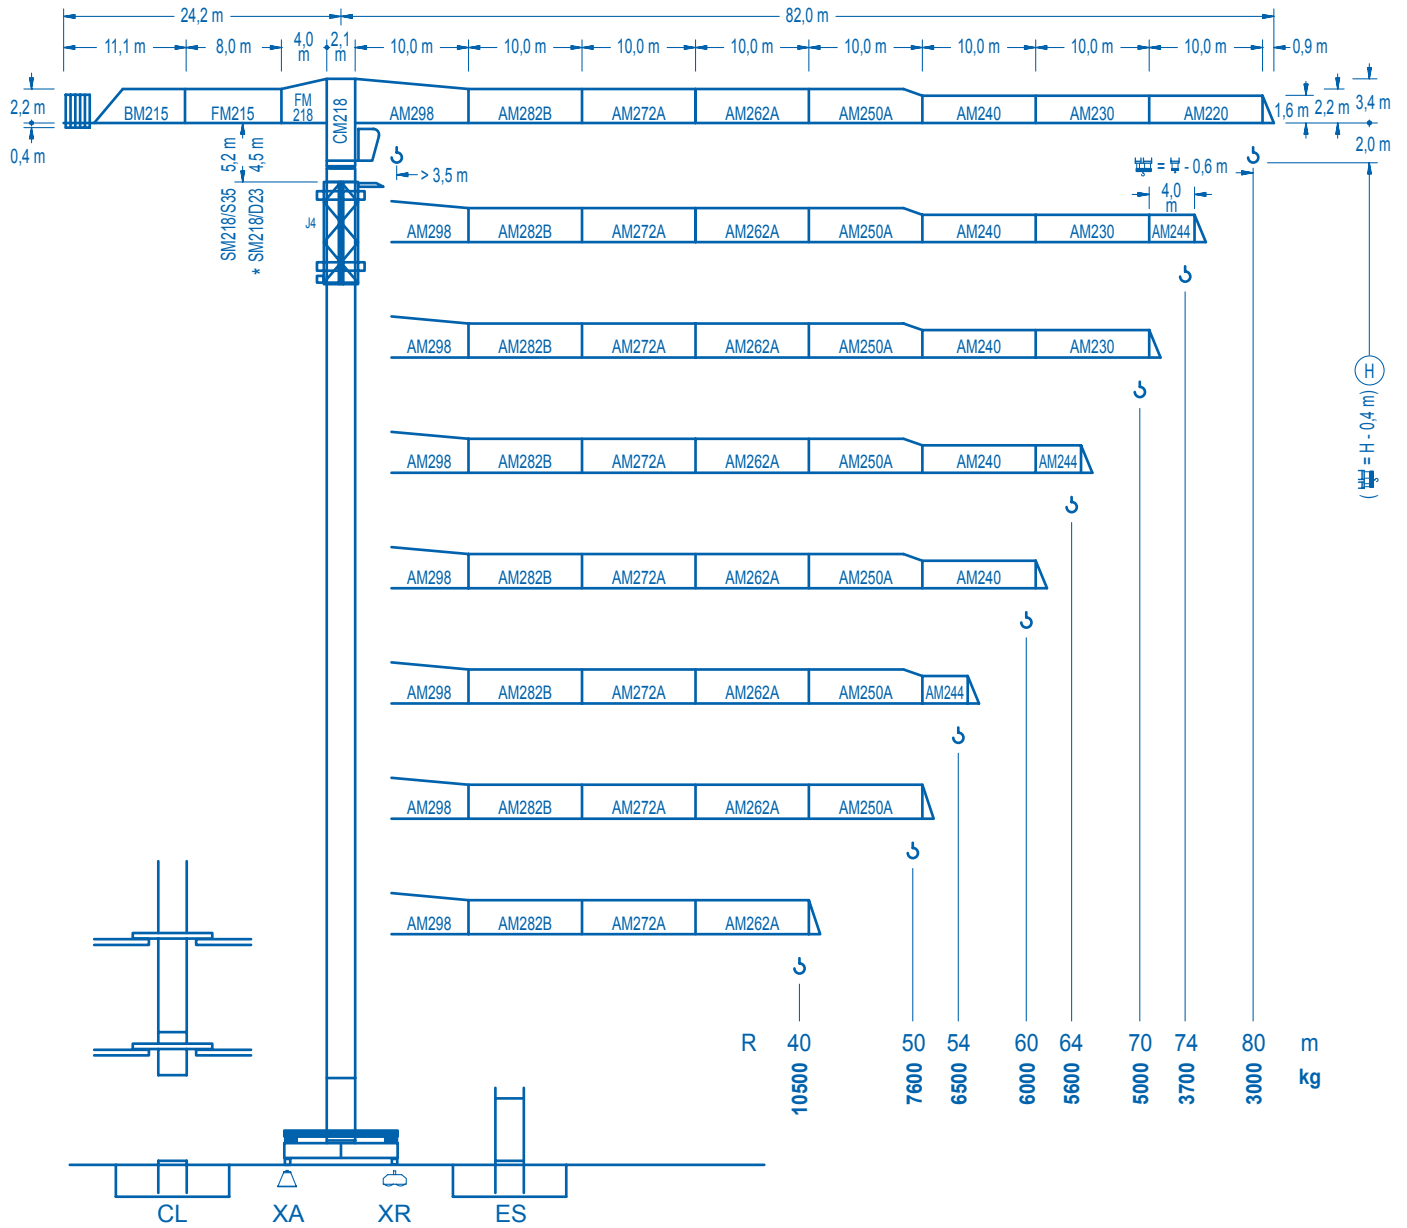 24,2 m 82,0 m
11,1 m 8,0 m 4,0 m 2,1 m 10,0 m 10,0 m 10,0 m 10,0 m 10,0 m 10,0 m 10,0 m 10,0 m 0,9 m
2,2 m BM215 FM215 FM 218 CM218 AM298 AM282B AM272A AM262A AM250A AM240 AM230 AM220 1,6 m 2,2 m 3,4 m
0,4 m 2,0 m
5,2 m 4,5 m
> 3,5 m
= - 0,6 m
4,0 m
SM218/S35
* SM218/D23
J4
AM298 AM282B AM272A AM262A AM250A AM240 AM230 AM244
AM298 AM282B AM272A AM262A AM250A AM240 AM230
H
( = H - 0,4 m)
AM298 AM282B AM272A AM262A AM250A AM240 AM244
AM298 AM282B AM272A AM262A AM250A AM240
AM298 AM282B AM272A AM262A AM250A AM244
AM298 AM282B AM272A AM262A AM250A
AM298 AM282B AM272A AM262A
R 40 50 54 60 64 70 74 80 m
10500 7600 6500 6000 5600 5000 3700 3000 kg
CL XA XR ES